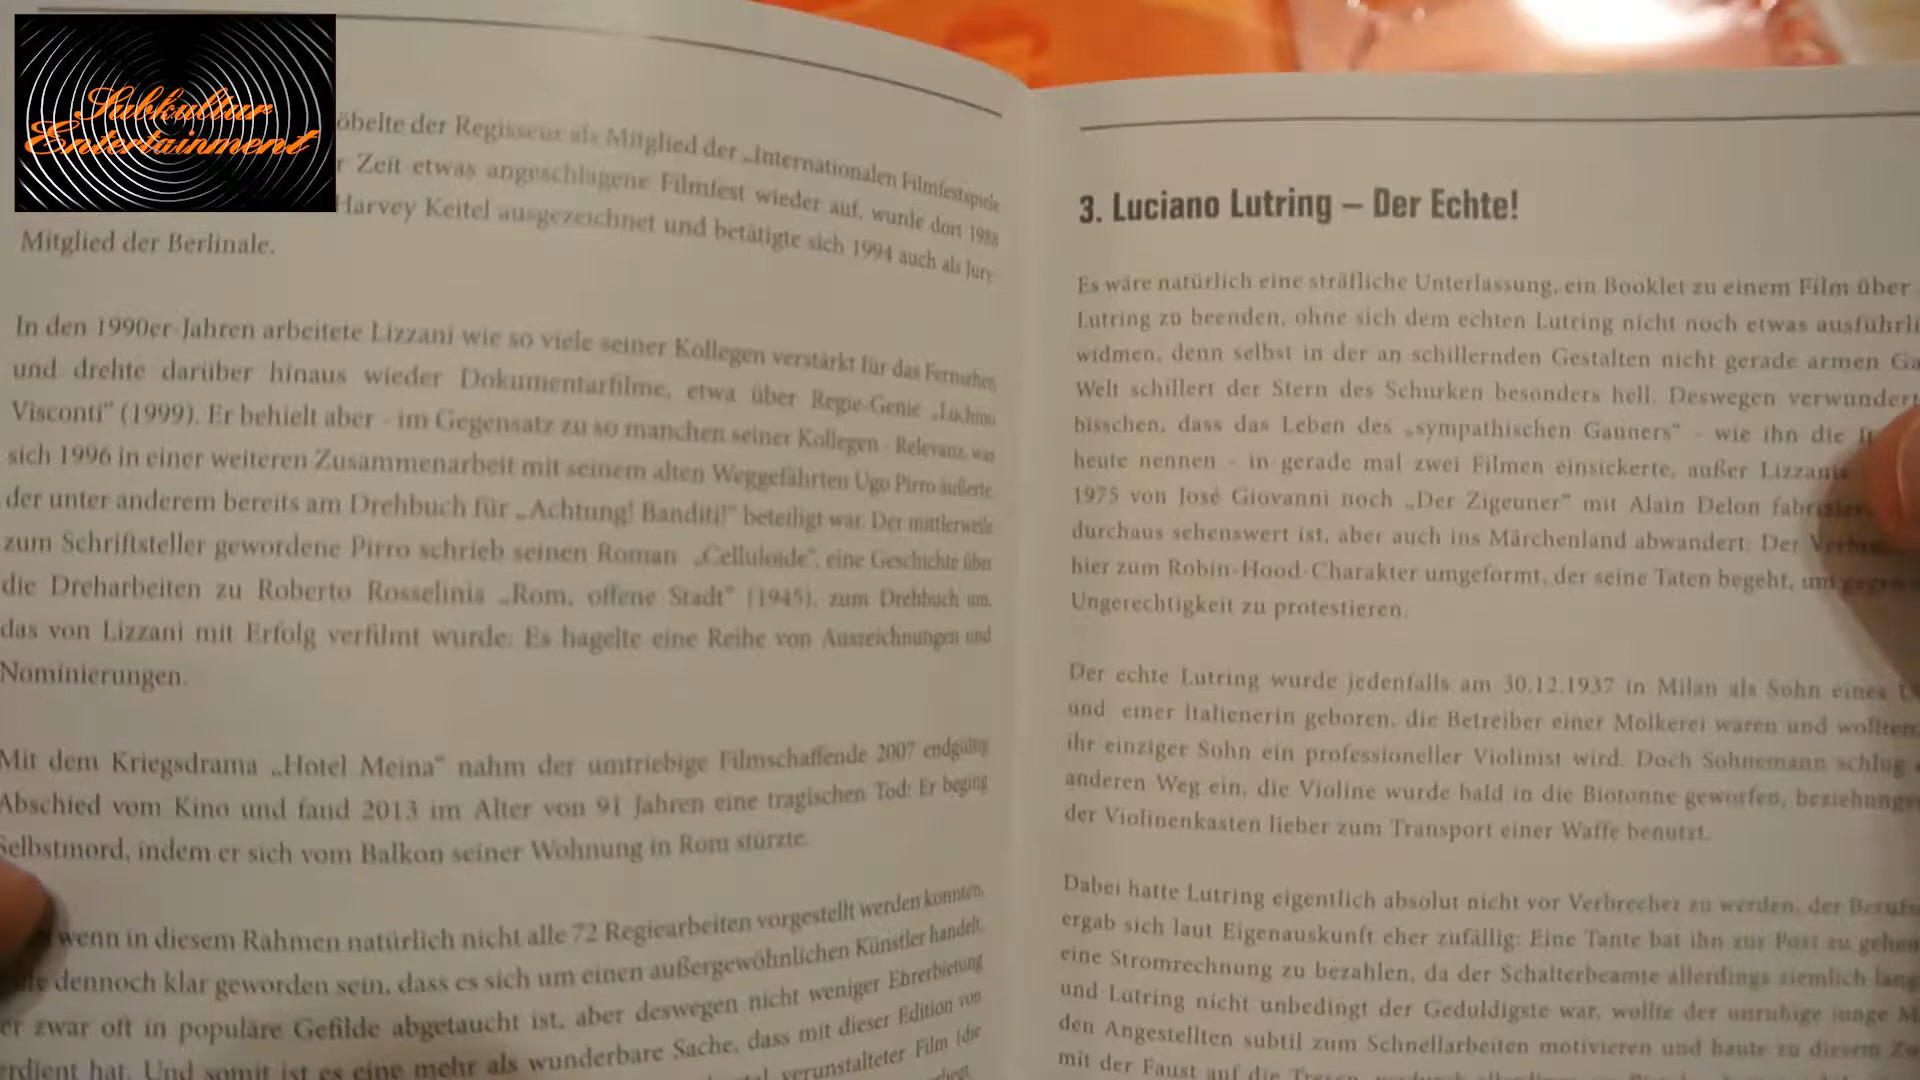 Subkultur
Entertainment
öbelte der Regisseur als Mitglied der „Internationalen Filmfestspiele
r Zeit etwas angeschlagene Filmfest wieder auf, wurde dort 1988
Harvey Keitel ausgezeichnet und betätigte sich 1994 auch als Jury-
Mitglied der Berlinale.
In den 1990er-Jahren arbeitete Lizzani wie so viele seiner Kollegen verstärkt für das Fernsehen
und drehte darüber hinaus wieder Dokumentarfilme, etwa über Regie-Genie „Luchino
Visconti“ (1999). Er behielt aber - im Gegensatz zu so manchen seiner Kollegen - Relevanz, was
sich 1996 in einer weiteren Zusammenarbeit mit seinem alten Weggefährten Ugo Pirro äußerte,
der unter anderem bereits am Drehbuch für „Achtung! Banditi!“ beteiligt war. Der mittlerweile
zum Schriftsteller gewordene Pirro schrieb seinen Roman „Celluloide“, eine Geschichte über
die Dreharbeiten zu Roberto Rosselinis „Rom, offene Stadt“ (1945), zum Drehbuch um,
das von Lizzani mit Erfolg verfilmt wurde: Es hagelte eine Reihe von Auszeichnungen und
Nominierungen.
Mit dem Kriegsdrama „Hotel Meina“ nahm der umtriebige Filmschaffende 2007 endgültig
Abschied vom Kino und fand 2013 im Alter von 91 Jahren eine tragischen Tod: Er beging
Selbstmord, indem er sich vom Balkon seiner Wohnung in Rom stürzte.
wenn in diesem Rahmen natürlich nicht alle 72 Regiearbeiten vorgestellt werden konnten,
te dennoch klar geworden sein, dass es sich um einen außergewöhnlichen Künstler handelt,
er zwar oft in populäre Gefilde abgetaucht ist, aber deswegen nicht weniger Ehrerbietung
erdient hat. Und somit ist es eine mehr als wunderbare Sache, dass mit dieser Edition von
verunstalteter Film (die
3. Luciano Lutring – Der Echte!
Es wäre natürlich eine sträfliche Unterlassung, ein Booklet zu einem Film über
Lutring zu beenden, ohne sich dem echten Lutring nicht noch etwas ausführli
widmen, denn selbst in der an schillernden Gestalten nicht gerade armen Ga
Welt schillert der Stern des Schurken besonders hell. Deswegen verwundert
bisschen, dass das Leben des „sympathischen Gauners“ - wie ihn die It
heute nennen - in gerade mal zwei Filmen einsickerte, außer Lizzanis
1975 von José Giovanni noch „Der Zigeuner“ mit Alain Delon fabrizier
durchaus sehenswert ist, aber auch ins Märchenland abwandert: Der Verbre
hier zum Robin-Hood-Charakter umgeformt, der seine Taten begeht, um gegen
Ungerechtigkeit zu protestieren.
Der echte Lutring wurde jedenfalls am 30.12.1937 in Milan als Sohn eines
und einer Italienerin geboren, die Betreiber einer Molkerei waren und wollten,
ihr einziger Sohn ein professioneller Violinist wird. Doch Sohnemann schlug
anderen Weg ein, die Violine wurde bald in die Biotonne geworfen, beziehungs
der Violinenkasten lieber zum Transport einer Waffe benutzt.
Dabei hatte Lutring eigentlich absolut nicht vor Verbrecher zu werden, der Berufs
ergab sich laut Eigenauskunft eher zufällig: Eine Tante bat ihn zur Post zu gehen
eine Stromrechnung zu bezahlen, da der Schalterbeamte allerdings ziemlich lang
und Lutring nicht unbedingt der Geduldigste war, wollte der unruhige junge M
den Angestellten subtil zum Schnellarbeiten motivieren und haute zu diesem Zw
mit der Faust auf die Tresen,